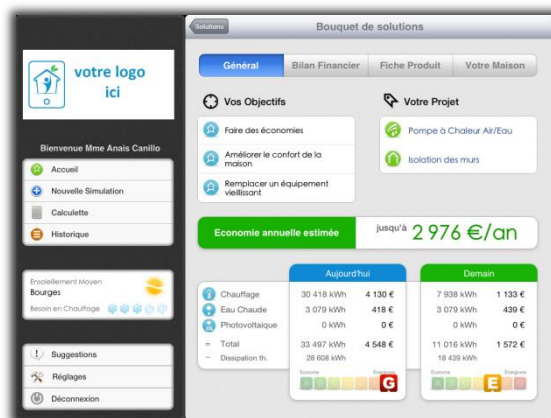 Solutions
Bouquet de solutions
votre logo
ici
Général
Bilan Financier
Fiche Produit
Votre Maison
Vos Objectifs
Votre Projet
Faire des économies
Améliorer le confort de la
maison
Remplacer un équipement
vieillissant
Pompe à Chaleur Air/Eau
Isolation des murs
Bienvenue Mme Anais Canillo
Accueil
Nouvelle Simulation
Calculette
Historique
Economie annuelle estimée
jusqu'à 2 976 €/an
Ensoleillement Moyen
Bourges
Besoin en Chauffage
Aujourd'hui
Demain
Chauffage 30 418 kWh 4 130 € 7 938 kWh 1 133 €
Eau Chaude 3 079 kWh 418 € 3 079 kWh 439 €
Photovoltaique 0 kWh 0 € 0 kWh 0 €
= Total 33 497 kWh 4 548 € 11 016 kWh 1 572 €
- Dissipation th. 28 608 kWh 18 439 kWh
G
E
Suggestions
Réglages
Déconnexion